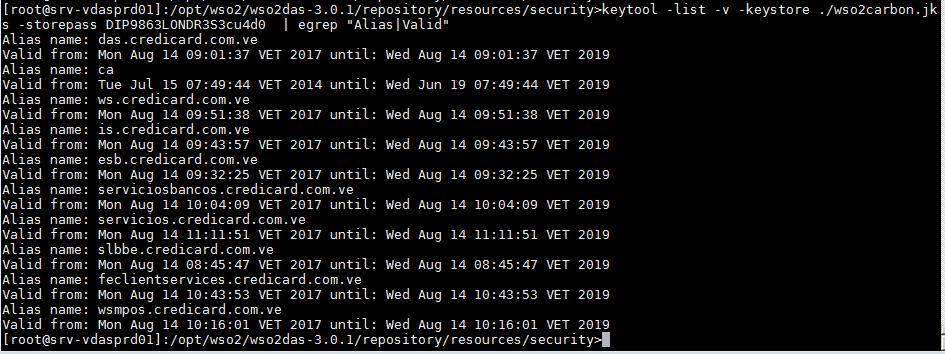 [root@srv-vdasprd01]:/opt/wso2/wso2das-3.0.1/repository/resources/security>keytool -list -v -keystore ./wso2carbon.jk
s -storepass DIP9863L0NDR3S3cu4d0  | egrep "Alias|Valid"
Alias name: das.credicard.com.ve
Valid from: Mon Aug 14 09:01:37 VET 2017 until: Wed Aug 14 09:01:37 VET 2019
Alias name: ca
Valid from: Tue Jul 15 07:49:44 VET 2014 until: Wed Jun 19 07:49:44 VET 2019
Alias name: ws.credicard.com.ve
Valid from: Mon Aug 14 09:51:38 VET 2017 until: Wed Aug 14 09:51:38 VET 2019
Alias name: is.credicard.com.ve
Valid from: Mon Aug 14 09:43:57 VET 2017 until: Wed Aug 14 09:43:57 VET 2019
Alias name: esb.credicard.com.ve
Valid from: Mon Aug 14 09:32:25 VET 2017 until: Wed Aug 14 09:32:25 VET 2019
Alias name: serviciosbancos.credicard.com.ve
Valid from: Mon Aug 14 10:04:09 VET 2017 until: Wed Aug 14 10:04:09 VET 2019
Alias name: servicios.credicard.com.ve
Valid from: Mon Aug 14 11:11:51 VET 2017 until: Wed Aug 14 11:11:51 VET 2019
Alias name: slbbe.credicard.com.ve
Valid from: Mon Aug 14 08:45:47 VET 2017 until: Wed Aug 14 08:45:47 VET 2019
Alias name: feclientservices.credicard.com.ve
Valid from: Mon Aug 14 10:43:53 VET 2017 until: Wed Aug 14 10:43:53 VET 2019
Alias name: wsmpos.credicard.com.ve
Valid from: Mon Aug 14 10:16:01 VET 2017 until: Wed Aug 14 10:16:01 VET 2019
[root@srv-vdasprd01]:/opt/wso2/wso2das-3.0.1/repository/resources/security>